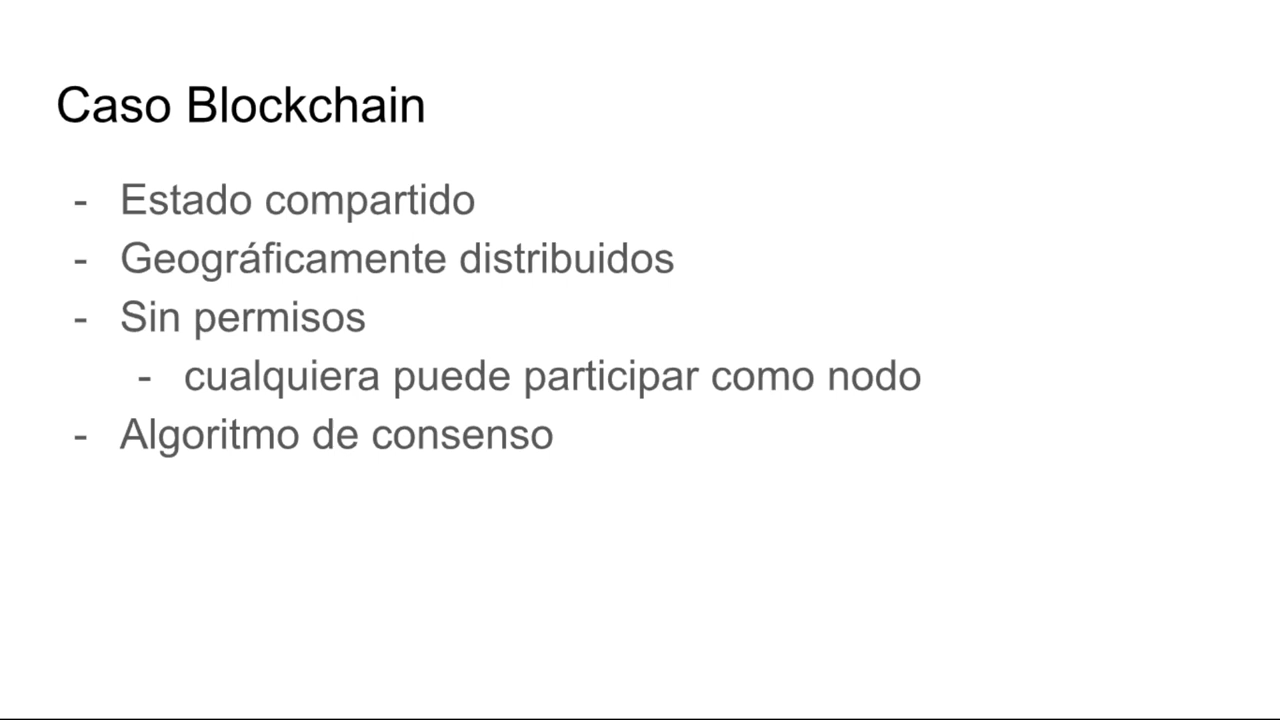 Caso Blockchain
- Estado compartido
- Geográficamente distribuidos
- Sin permisos
- cualquiera puede participar como nodo
- Algoritmo de consenso